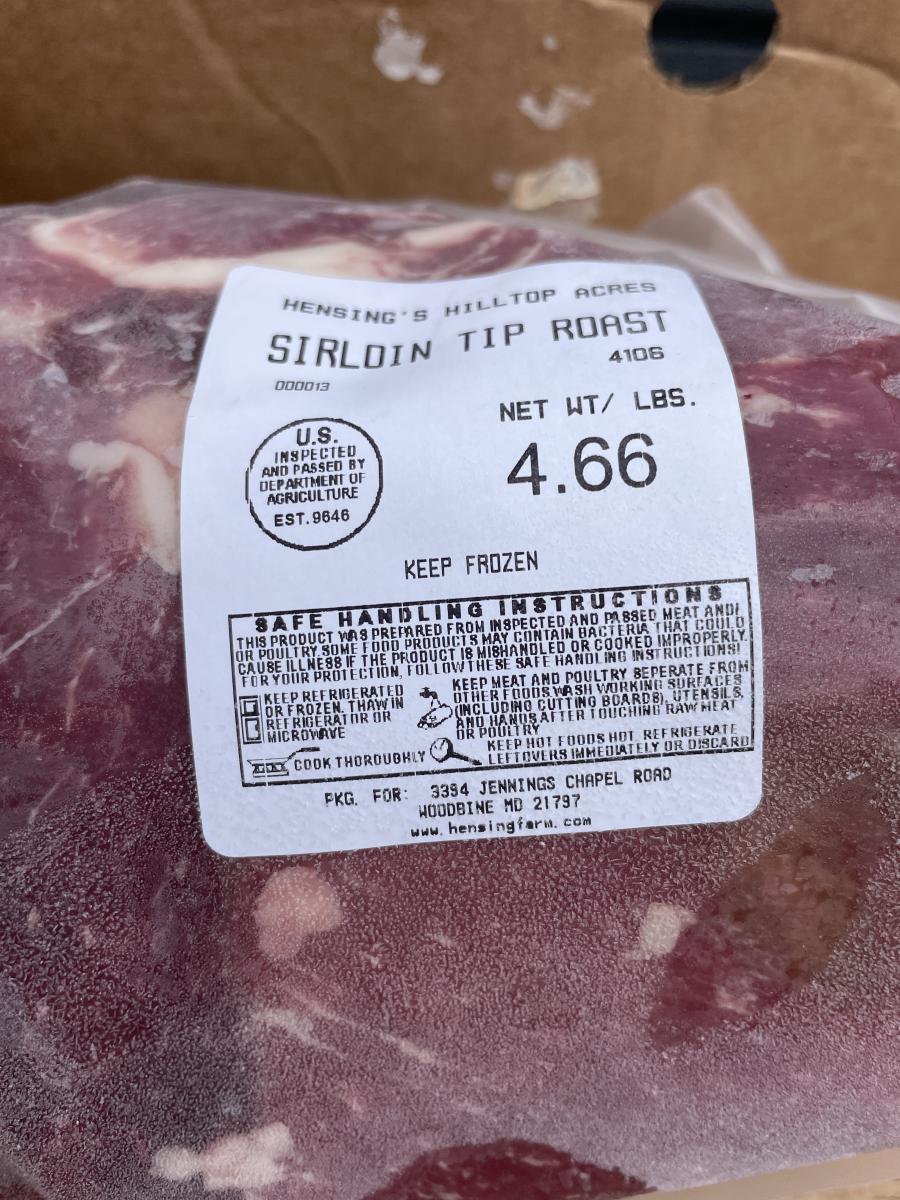 HENSING'S HILLTOP ACRES
SIRLOIN TIP ROAST
4106
000013
NET WT/ LBS.
4.66
U.S.
INSPECTED
AND PASSED BY
DEPARTMENT OF
AGRICULTURE
EST. 9646
KEEP FROZEN
SAFE HANDLING INSTRUCTIONS
THIS PRODUCT WAS PREPARED FROM INSPECTED AND PASSED MEAT AND/
OR POULTRY. SOME FOOD PRODUCTS MAY CONTAIN BACTERIA THAT COULD
CAUSE ILLNESS IF THE PRODUCT IS MISHANDLED OR COOKED IMPROPERLY.
FOR YOUR PROTECTION, FOLLOW THESE SAFE HANDLING INSTRUCTIONS!
KEEP REFRIGERATED
OR FROZEN. THAW IN
REFRIGERATOR OR
MICROWAVE
KEEP MEAT AND POULTRY SEPERATE FROM
OTHER FOODS. WASH WORKING SURFACES
(INCLUDING CUTTING BOARDS), UTENSILS,
AND HANDS AFTER TOUCHING RAW MEAT
OR POULTRY
COOK THOROUGHLY
KEEP HOT FOODS HOT. REFRIGERATE
LEFTOVERS IMMEDIATELY OR DISCARD
PKG. FOR: 3394 JENNINGS CHAPEL ROAD
WOODBINE MD 21797
www.hensingfarm.com